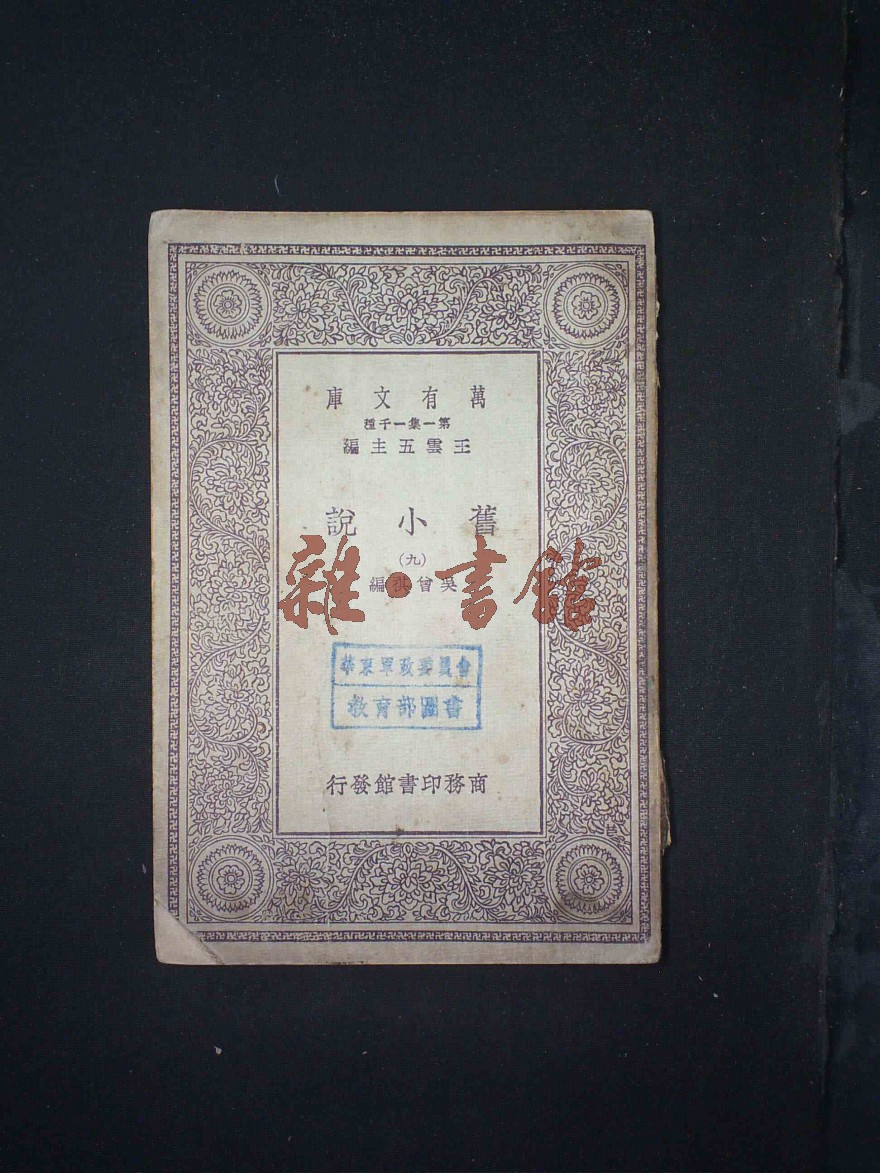 萬有文庫
第一集一千種
王雲五主編
舊小說
（九）
吳曾祺編
雜·書館
華東軍政委員會
教育部圖書
商務印書館發行